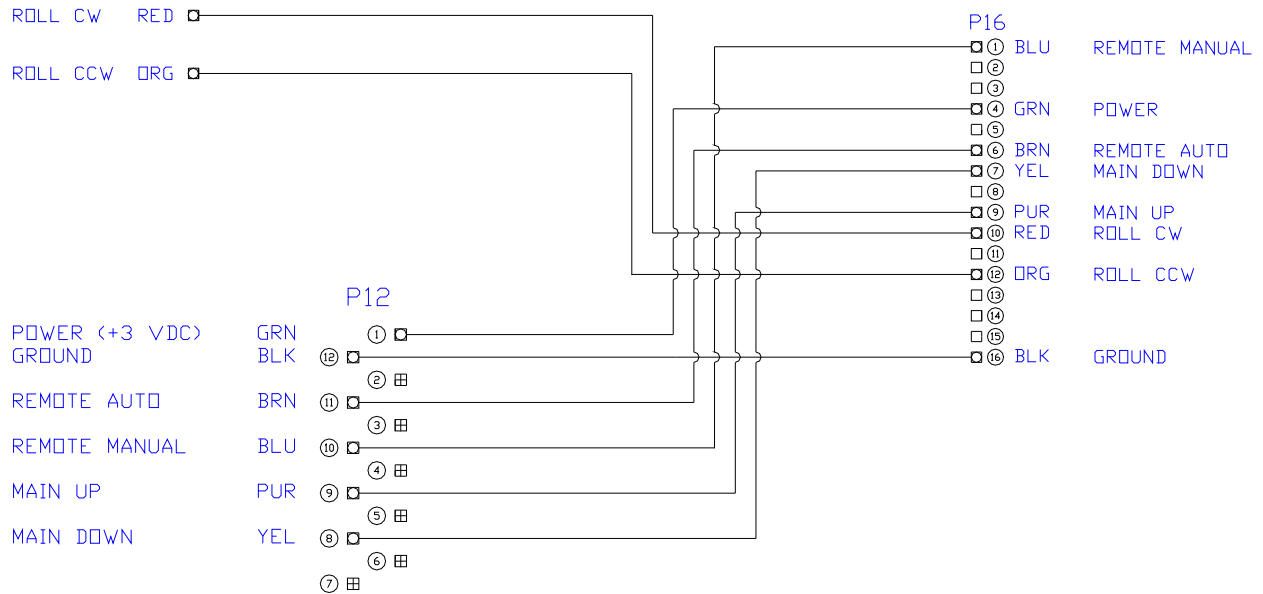 ROLL CW RED
ROLL CCW ORG
P16
1 BLU REMOTE MANUAL
2
3
4 GRN POWER
5
6 BRN REMOTE AUTO
7 YEL MAIN DOWN
8
9 PUR MAIN UP
10 RED ROLL CW
11
12 ORG ROLL CCW
13
14
15
16 BLK GROUND
P12
POWER (+3 VDC) GRN 1
GROUND BLK 12
2
REMOTE AUTO BRN 11
3
REMOTE MANUAL BLU 10
4
MAIN UP PUR 9
5
MAIN DOWN YEL 8
6
7